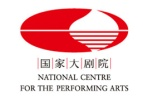 国家大剧院
NATIONAL CENTRE
FOR THE PERFORMING ARTS